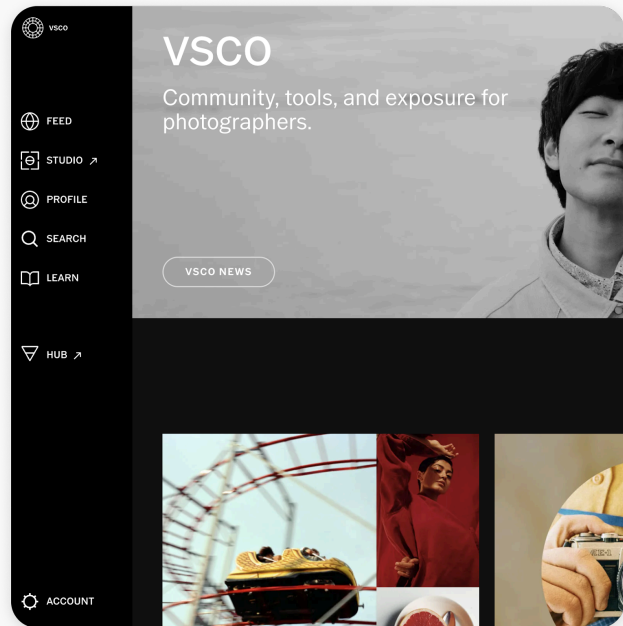 VSCO
FEED
STUDIO ↗
PROFILE
SEARCH
LEARN
HUB ↗
ACCOUNT
VSCO
Community, tools, and exposure for
photographers.
VSCO NEWS